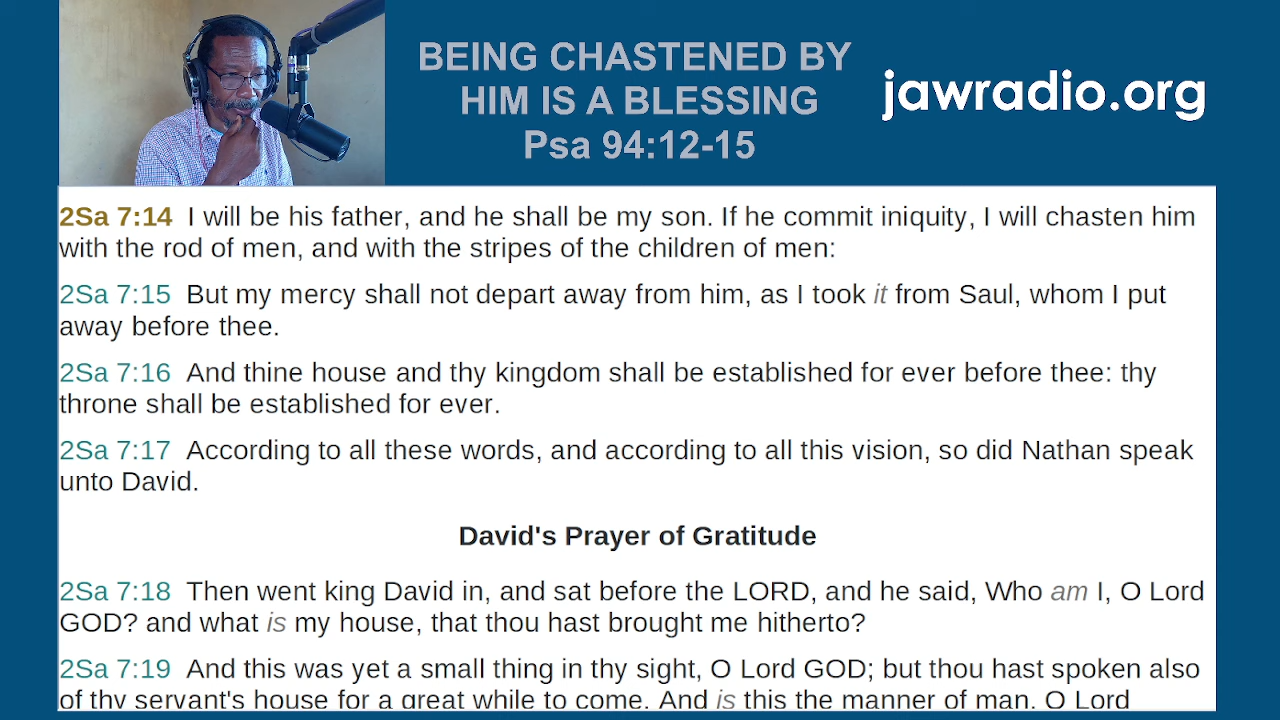 BEING CHASTENED BY
HIM IS A BLESSING
Psa 94:12-15
jawradio.org
2Sa 7:14 I will be his father, and he shall be my son. If he commit iniquity, I will chasten him
with the rod of men, and with the stripes of the children of men:
2Sa 7:15 But my mercy shall not depart away from him, as I took it from Saul, whom I put
away before thee.
2Sa 7:16 And thine house and thy kingdom shall be established for ever before thee: thy
throne shall be established for ever.
2Sa 7:17 According to all these words, and according to all this vision, so did Nathan speak
unto David.
David's Prayer of Gratitude
2Sa 7:18 Then went king David in, and sat before the LORD, and he said, Who am I, O Lord
GOD? and what is my house, that thou hast brought me hitherto?
2Sa 7:19 And this was yet a small thing in thy sight, O Lord GOD; but thou hast spoken also
of thy servant's house for a great while to come. And is this the manner of man, O Lord